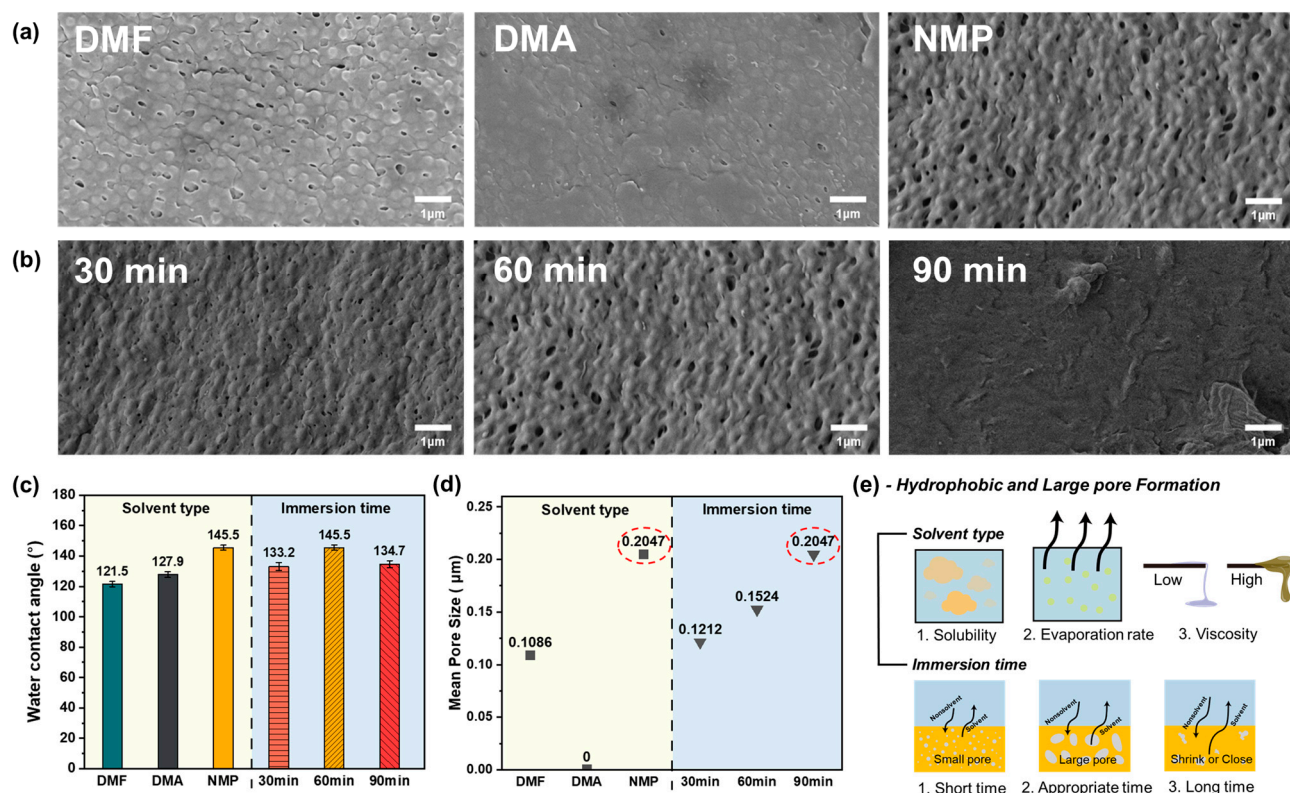 (a)
DMF
DMA
NMP
1μm
1μm
1μm
(b)
30 min
60 min
90 min
1μm
1μm
1μm
(c)
Water contact angle (°)
180
160
140
120
100
80
60
40
20
0
Solvent type
Immersion time
121.5
127.9
145.5
133.2
145.5
134.7
DMF
DMA
NMP
30min
60min
90min
(d)
Mean Pore Size (μm)
0.25
0.20
0.15
0.10
0.05
0.00
Solvent type
Immersion time
0.1086
0
0.2047
0.1212
0.1524
0.2047
DMF
DMA
NMP
30min
60min
90min
(e)
- Hydrophobic and Large pore Formation
Solvent type
Low
High
1. Solubility
2. Evaporation rate
3. Viscosity
Immersion time
Nonsolvent
Solvent
Small pore
Nonsolvent
Solvent
Large pore
Nonsolvent
Solvent
Shrink or Close
1. Short time
2. Appropriate time
3. Long time